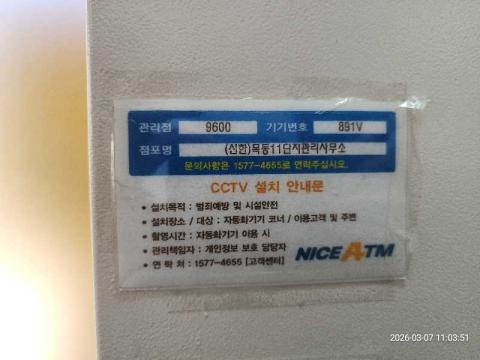 관리점 9600 기기번호 891V
점포명 (신한)목동11단지관리사무소
문의사항은 1577-4655로 연락주십시오.
CCTV 설치 안내문
• 설치목적 : 범죄예방 및 시설안전
• 설치장소 / 대상 : 자동화기기 코너 / 이용고객 및 주변
• 촬영시간 : 자동화기기 이용 시
• 관리책임자 : 개인정보 보호 담당자
• 연 락 처 : 1577-4655 [고객센터]
NICE ATM
2026-03-07 11:03:51